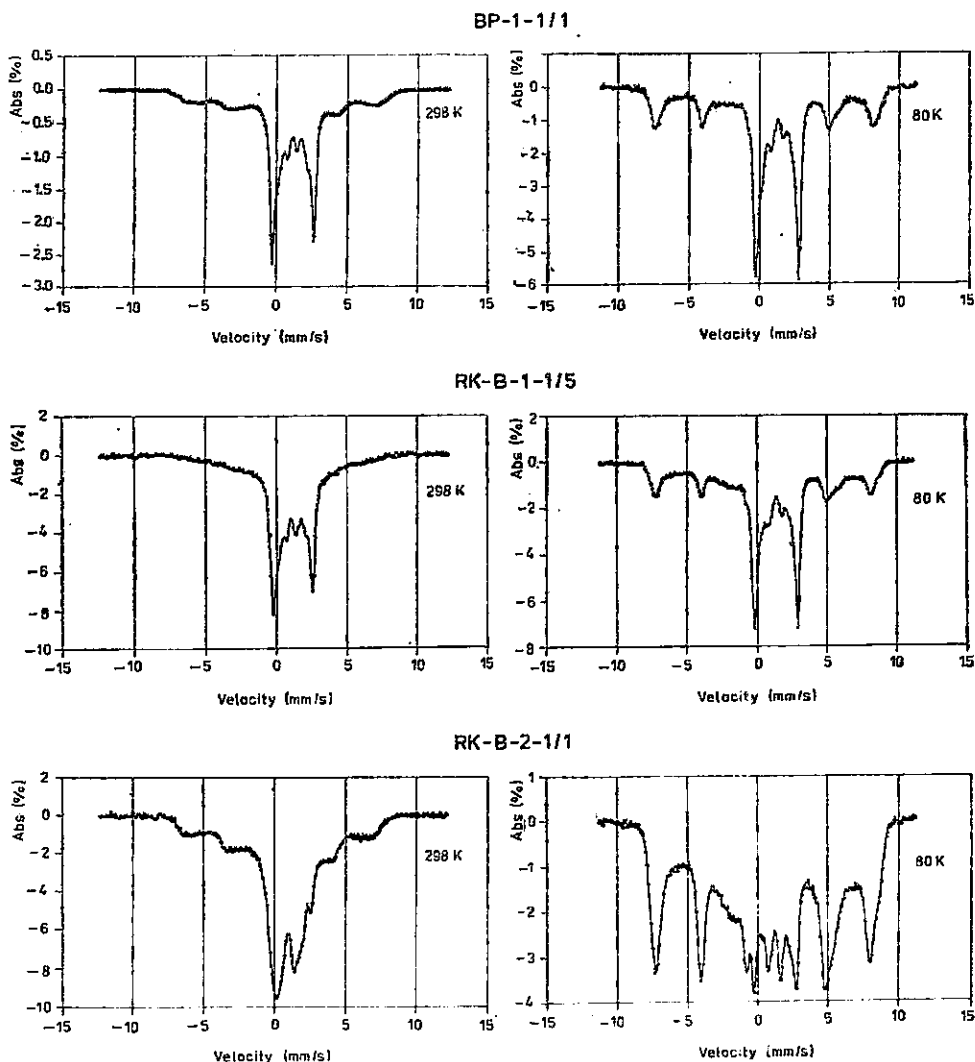 BP-1-1/1
Abs (%)
0.5
0.0
-0.5
-1.0
-1.5
-2.0
-2.5
-3.0
-15 -10 -5 0 5 10 15
298 K
Velocity (mm/s)
Abs (%)
0
-1
-2
-3
-4
-5
-6
-15 -10 -5 0 5 10 15
80 K
Velocity (mm/s)
RK-B-1-1/5
Abs (%)
2
0
-2
-4
-6
-8
-10
-15 -10 -5 0 5 10 15
298 K
Velocity (mm/s)
Abs (%)
2
0
-2
-4
-6
-8
-15 -10 -5 0 5 10 15
80 K
Velocity (mm/s)
RK-B-2-1/1
Abs (%)
2
0
-2
-4
-6
-8
-10
-15 -10 -5 0 5 10 15
298 K
Velocity (mm/s)
Abs (%)
1
0
-1
-2
-3
-4
-15 -10 -5 0 5 10 15
80 K
Velocity (mm/s)